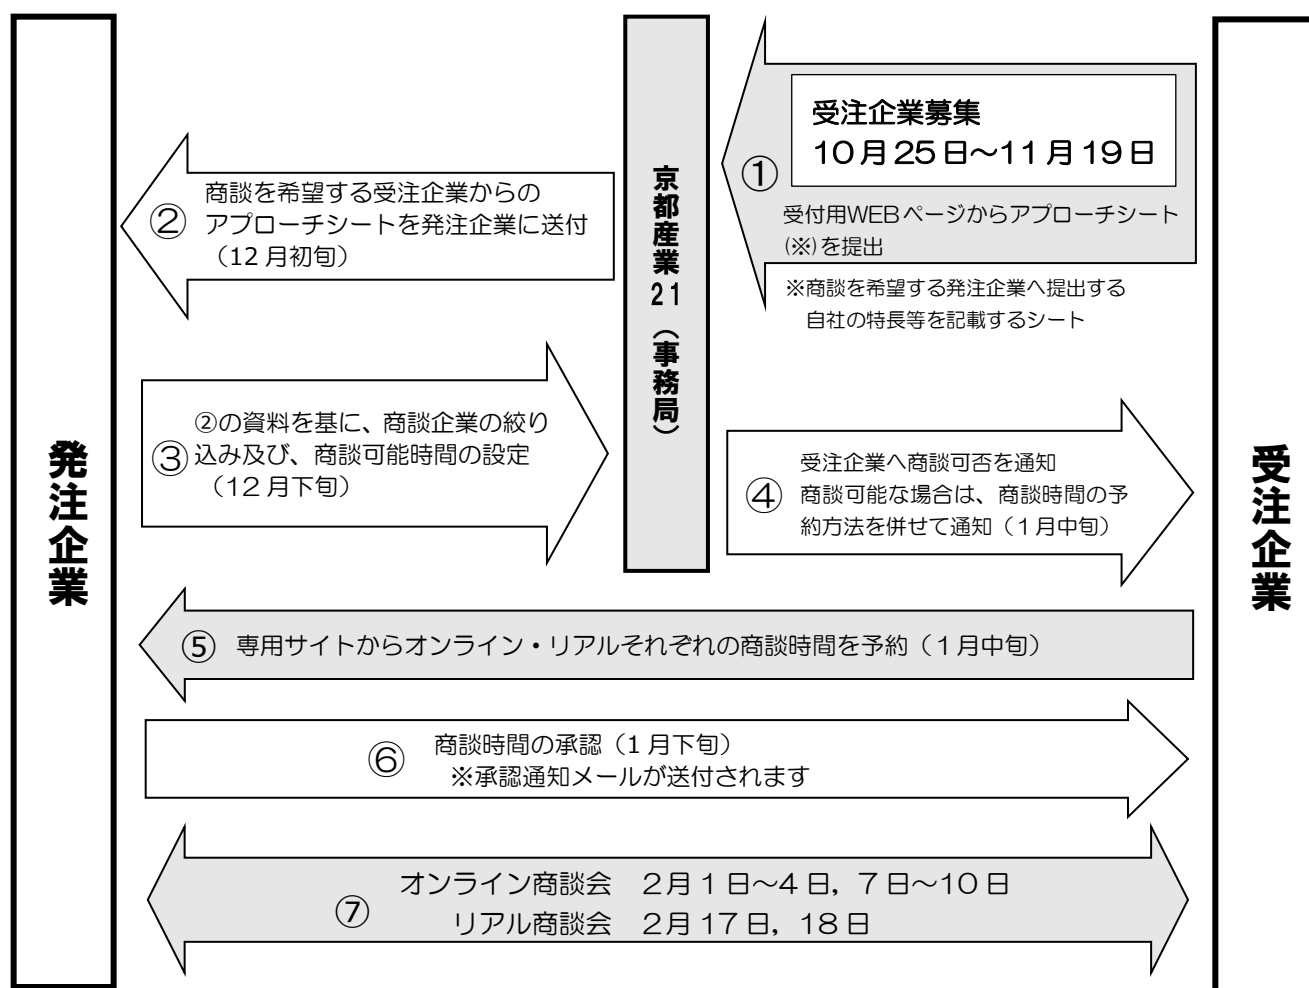 発注企業
京都産業21（事務局）
受注企業
①
受注企業募集
10月25日～11月19日
受付用WEBページからアプローチシート
(※)を提出
※商談を希望する発注企業へ提出する
自社の特長等を記載するシート
②
商談を希望する受注企業からの
アプローチシートを発注企業に送付
（12月初旬）
③
②の資料を基に、商談企業の絞り
込み及び、商談可能時間の設定
（12月下旬）
④
受注企業へ商談可否を通知
商談可能な場合は、商談時間の予
約方法を併せて通知（1月中旬）
⑤ 専用サイトからオンライン・リアルそれぞれの商談時間を予約（1月中旬）
⑥
商談時間の承認（1月下旬）
※承認通知メールが送付されます
⑦
オンライン商談会　2月1日～4日，7日～10日
リアル商談会　2月17日，18日